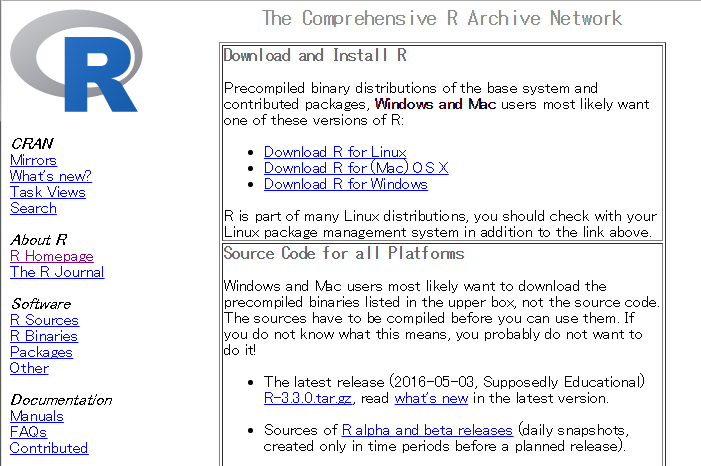 The Comprehensive R Archive Network
R
CRAN
Mirrors
What's new?
Task Views
Search
About R
R Homepage
The R Journal
Software
R Sources
R Binaries
Packages
Other
Documentation
Manuals
FAQs
Contributed
Download and Install R
Precompiled binary distributions of the base system and
contributed packages, Windows and Mac users most likely want
one of these versions of R:
• Download R for Linux
• Download R for (Mac) OS X
• Download R for Windows
R is part of many Linux distributions, you should check with your
Linux package management system in addition to the link above.
Source Code for all Platforms
Windows and Mac users most likely want to download the
precompiled binaries listed in the upper box, not the source code.
The sources have to be compiled before you can use them. If
you do not know what this means, you probably do not want to
do it!
• The latest release (2016-05-03, Supposedly Educational)
R-3.3.0.tar.gz, read what's new in the latest version.
• Sources of R alpha and beta releases (daily snapshots,
created only in time periods before a planned release).